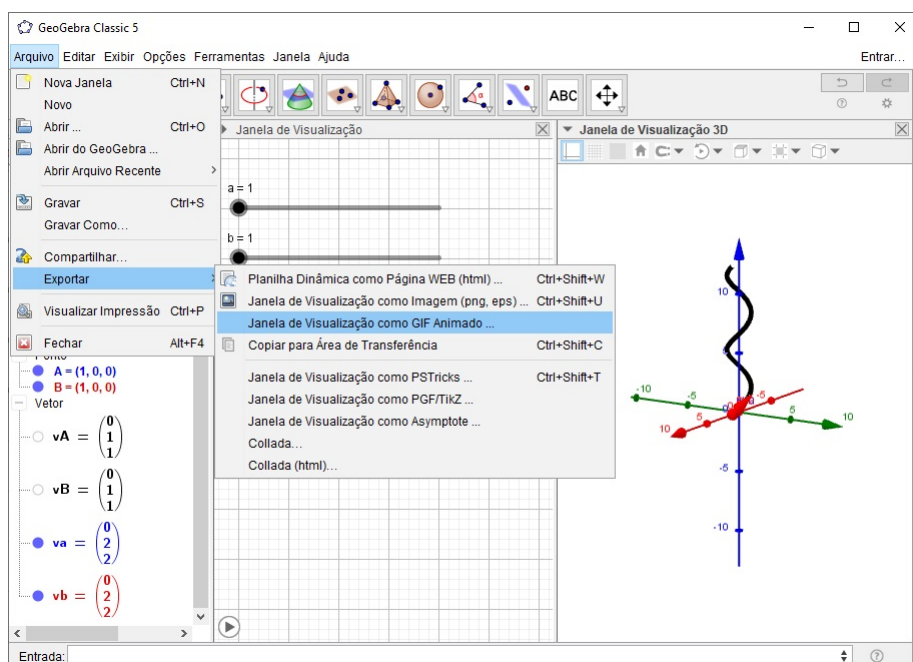 GeoGebra Classic 5
Arquivo Editar Exibir Opções Ferramentas Janela Ajuda
Entrar...
Nova Janela Ctrl+N
Novo
Abrir ... Ctrl+O
Abrir do GeoGebra ...
Abrir Arquivo Recente
Gravar Ctrl+S
Gravar Como...
Compartilhar...
Exportar
Visualizar Impressão Ctrl+P
Fechar Alt+F4
ABC
Janela de Visualização
a = 1
b = 1
Planilha Dinâmica como Página WEB (html) ... Ctrl+Shift+W
Janela de Visualização como Imagem (png, eps) ... Ctrl+Shift+U
Janela de Visualização como GIF Animado ...
Copiar para Área de Transferência Ctrl+Shift+C
Janela de Visualização como PSTricks ... Ctrl+Shift+T
Janela de Visualização como PGF/TikZ ...
Janela de Visualização como Asymptote ...
Collada...
Collada (html)...
Janela de Visualização 3D
10
-10
-5
-5
5
10
5
10
-5
-10
Ponto
A = (1, 0, 0)
B = (1, 0, 0)
Vetor
0
vA = 1
1
0
vB = 1
1
0
va = 2
2
0
vb = 2
2
Entrada: